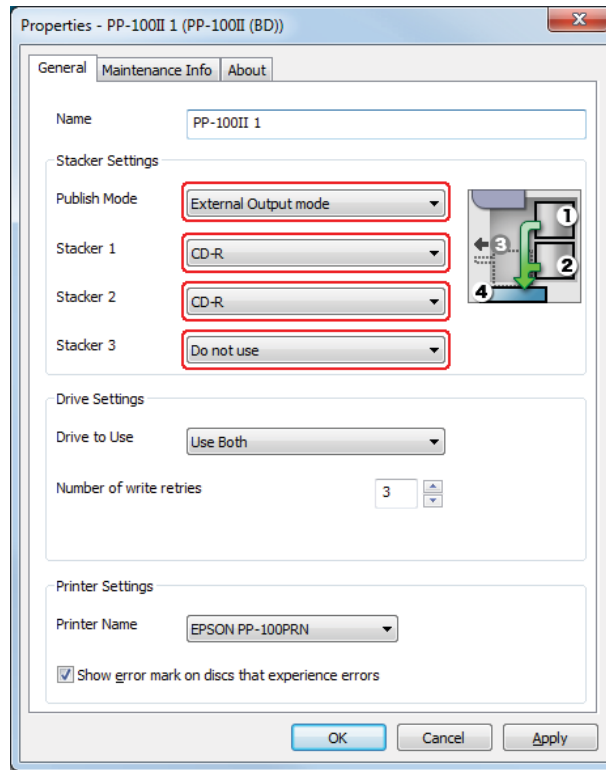 Properties - PP-100II 1 (PP-100II (BD))
General Maintenance Info About
Name PP-100II 1
Stacker Settings
Publish Mode External Output mode
Stacker 1 CD-R
Stacker 2 CD-R
Stacker 3 Do not use
1
3
2
4
Drive Settings
Drive to Use Use Both
Number of write retries 3
Printer Settings
Printer Name EPSON PP-100PRN
Show error mark on discs that experience errors
OK Cancel Apply